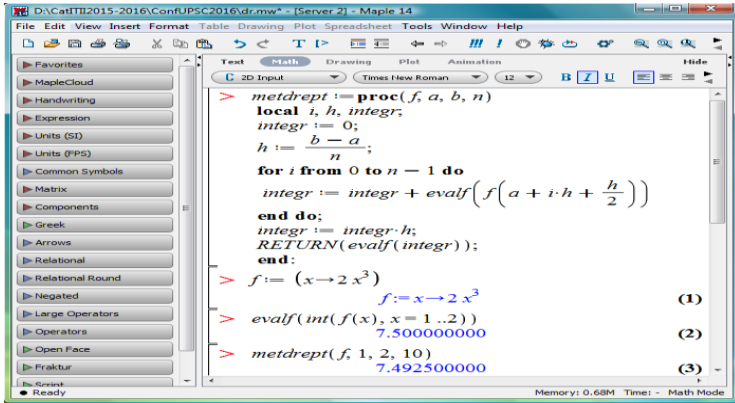 D:\CatITII2015-2016\ConfUPSC2016\dr.mw* - [Server 2] - Maple 14
File Edit View Insert Format Table Drawing Plot Spreadsheet Tools Window Help
Text Math Drawing Plot Animation Hide
C 2D Input Times New Roman 12 B I U
Favorites
MapleCloud
Handwriting
Expression
Units (SI)
Units (FPS)
Common Symbols
Matrix
Components
Greek
Arrows
Relational
Relational Round
Negated
Large Operators
Operators
Open Face
Fraktur
Script
> metdrept := proc(f, a, b, n)
local i, h, integr;
integr := 0;
h := (b − a)/n;
for i from 0 to n − 1 do
integr := integr + evalf(f(a + i·h + h/2))
end do;
integr := integr·h;
RETURN(evalf(integr));
end:
> f := (x→2 x³)
f := x→2 x³ (1)
> evalf(int(f(x), x = 1 ..2))
7.500000000 (2)
> metdrept(f, 1, 2, 10)
7.492500000 (3)
Ready Memory: 0.68M Time: - Math Mode